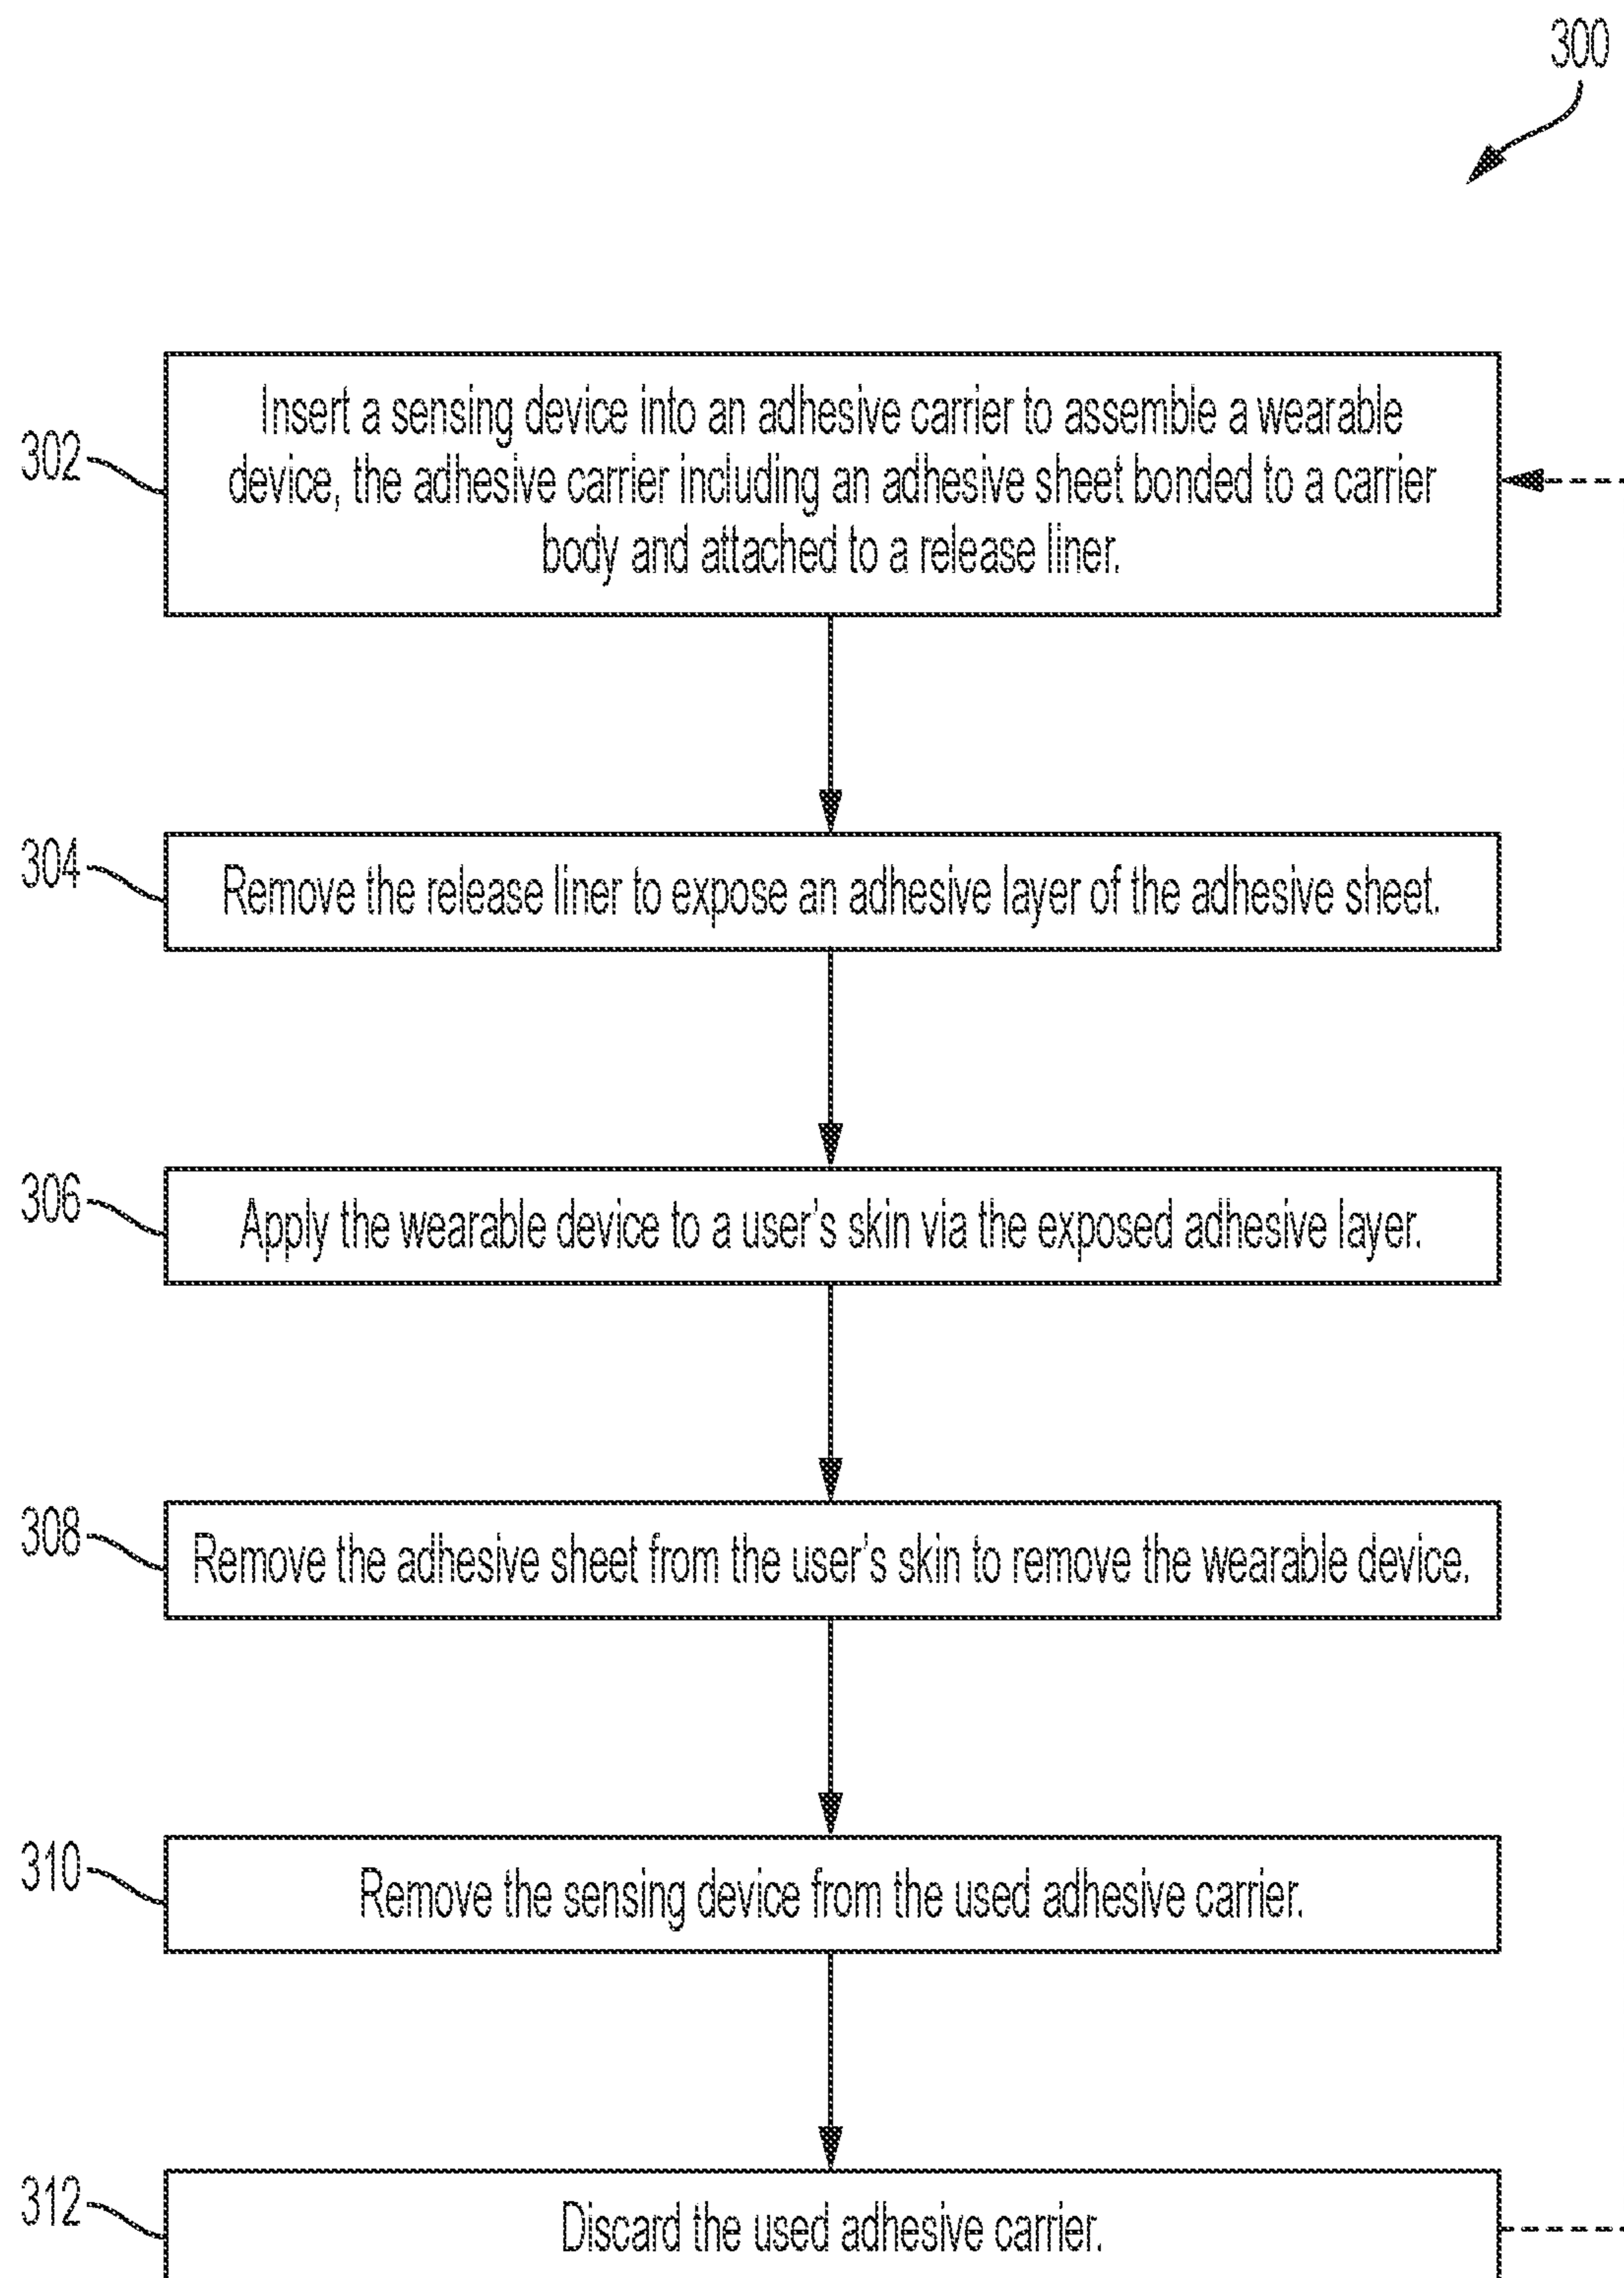 300
302
Insert a sensing device into an adhesive carrier to assemble a wearable
device, the adhesive carrier including an adhesive sheet bonded to a carrier
body and attached to a release liner.
304
Remove the release liner to expose an adhesive layer of the adhesive sheet.
306
Apply the wearable device to a user's skin via the exposed adhesive layer.
308
Remove the adhesive sheet from the user's skin to remove the wearable device.
310
Remove the sensing device from the used adhesive carrier.
312
Discard the used adhesive carrier.